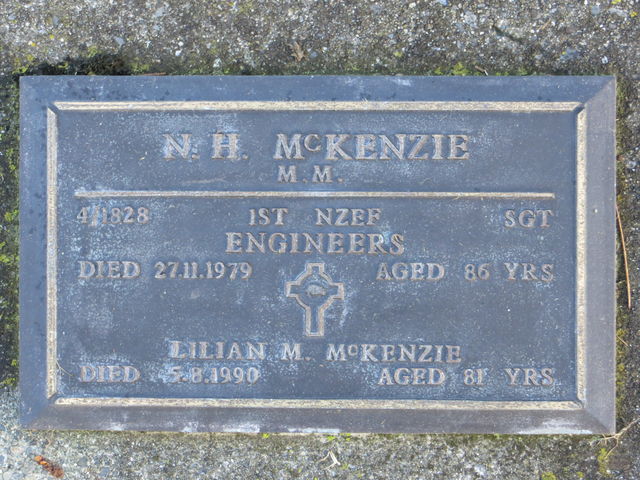 N. H. McKENZIE
M. M.
4/1828 1ST NZEF SGT
ENGINEERS
DIED 27.11.1979 AGED 86 YRS
LILIAN M. McKENZIE
DIED 5.8.1990 AGED 81 YRS